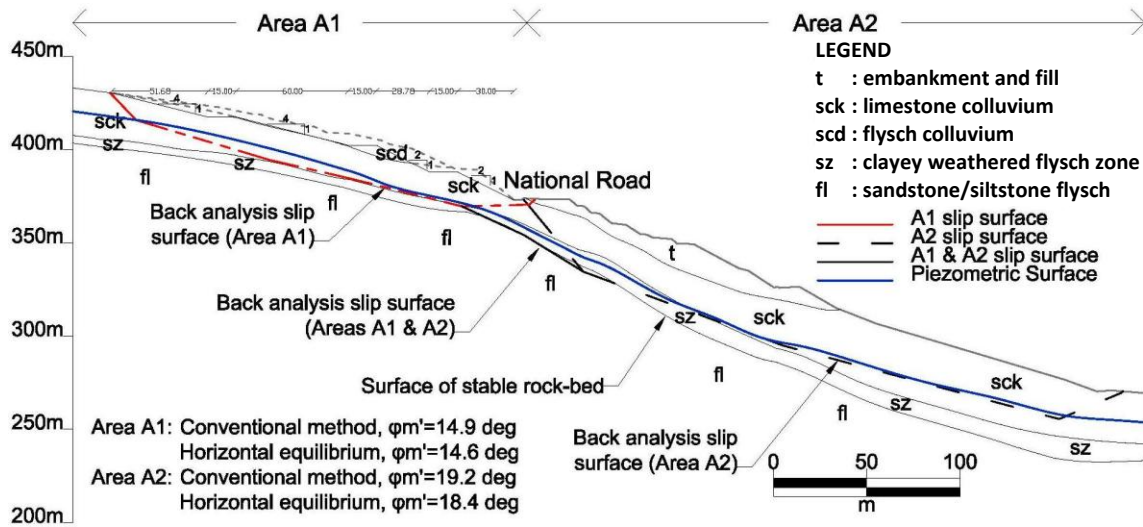 Area A1
Area A2
450m
400m
350m
300m
250m
200m
LEGEND
t : embankment and fill
sck : limestone colluvium
scd : flysch colluvium
sz : clayey weathered flysch zone
fl : sandstone/siltstone flysch
A1 slip surface
A2 slip surface
A1 & A2 slip surface
Piezometric Surface
51.68 15.00 60.00 15.00 15.00 30.00
4
1
4
1
2
1
2
1
sck
sz
fl
sz
scd
fl
sck
National Road
Back analysis slip
surface (Area A1)
fl
t
Back analysis slip surface
(Areas A1 & A2)
fl
sz
sck
Surface of stable rock-bed
fl
sck
fl
sz
sz
Back analysis slip
surface (Area A2)
Area A1: Conventional method, φm'=14.9 deg
Horizontal equilibrium, φm'=14.6 deg
Area A2: Conventional method, φm'=19.2 deg
Horizontal equilibrium, φm'=18.4 deg
0 50 100
m